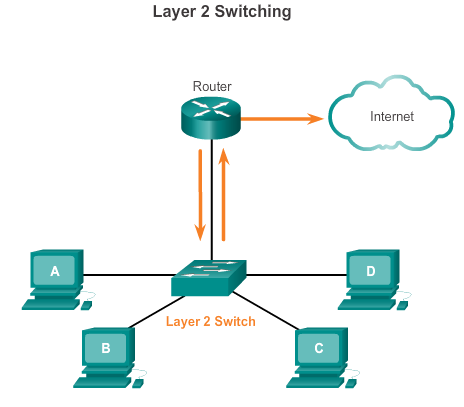 Layer 2 Switching
Router
Internet
A
D
Layer 2 Switch
B
C